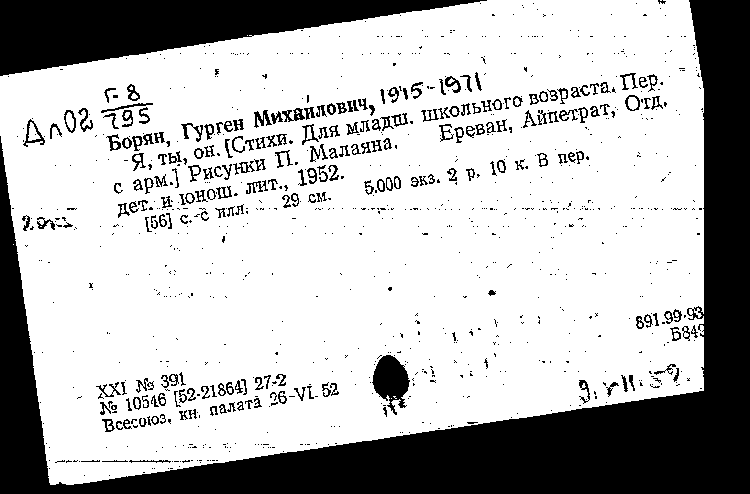 Г-8
ДЛ02 795
Борян, Гурген Михайлович, 1915-1971
Я, ты, он. [Стихи. Для младш. школьного возраста. Пер.
с арм.] Рисунки П. Малаяна. Ереван, Айпетрат, Отд.
дет. и юнош. лит., 1952.
[56] с. с илл. 29 см. 5.000 экз. 2 р. 10 к. В пер.
2 экз
891.99-93
Б849
XXI № 391
№ 10546 [52-21864] 27-2
Всесоюз. кн. палата 26-VI-52